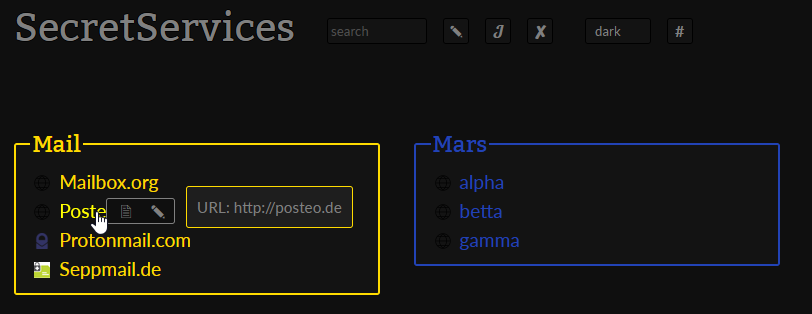 SecretServices
search
J
X
dark
#
Mail
Mailbox.org
Poste
URL: http://posteo.de
Protonmail.com
Seppmail.de
Mars
alpha
betta
gamma